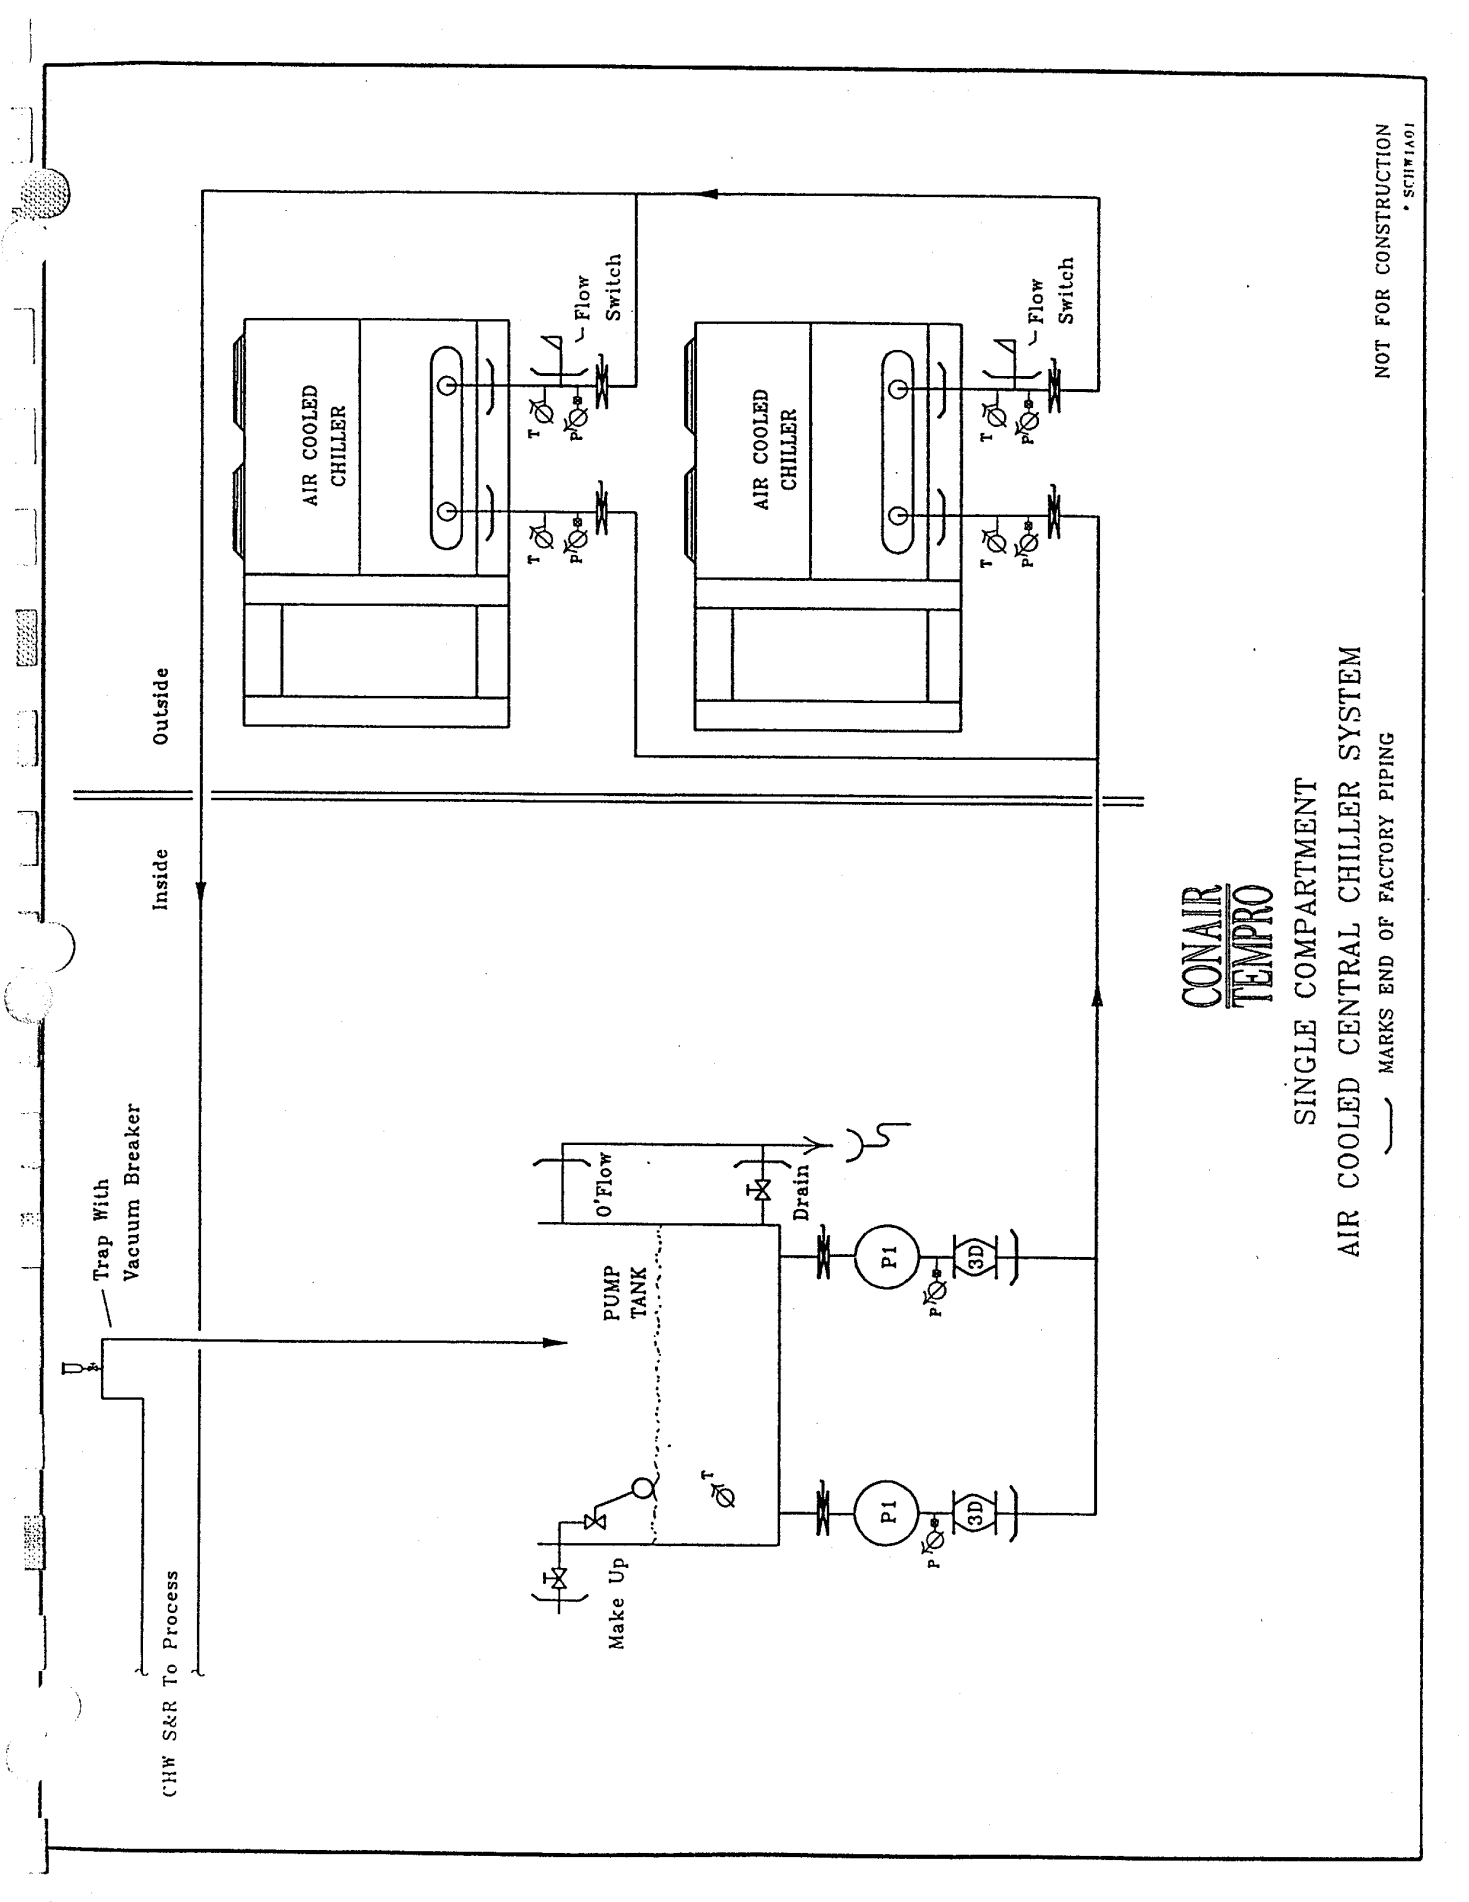 CHW S&R To Process
Trap With
Vacuum Breaker
Inside
Outside
AIR COOLED
CHILLER
T
P
T
P
Flow
Switch
AIR COOLED
CHILLER
T
P
T
P
Flow
Switch
Make Up
PUMP
TANK
O'Flow
Drain
T
P1
P
3D
P1
P
3D
CONAIR
TEMPRO
SINGLE COMPARTMENT
AIR COOLED CENTRAL CHILLER SYSTEM
MARKS END OF FACTORY PIPING
NOT FOR CONSTRUCTION
* SCHW1A01